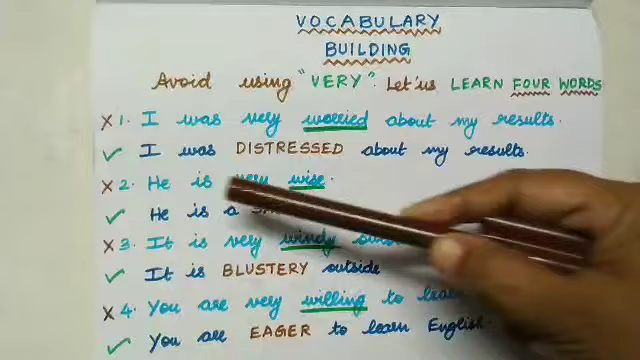 VOCABULARY
BUILDING
Avoid using "VERY". Let us LEARN FOUR WORDS
X 1. I was very worried about my results.
✓ I was DISTRESSED about my results.
X 2. He is very wise.
✓ He is a
X 3. It is very windy
✓ It is BLUSTERY outside
X 4. You are very willing to
✓ You are EAGER to learn English.